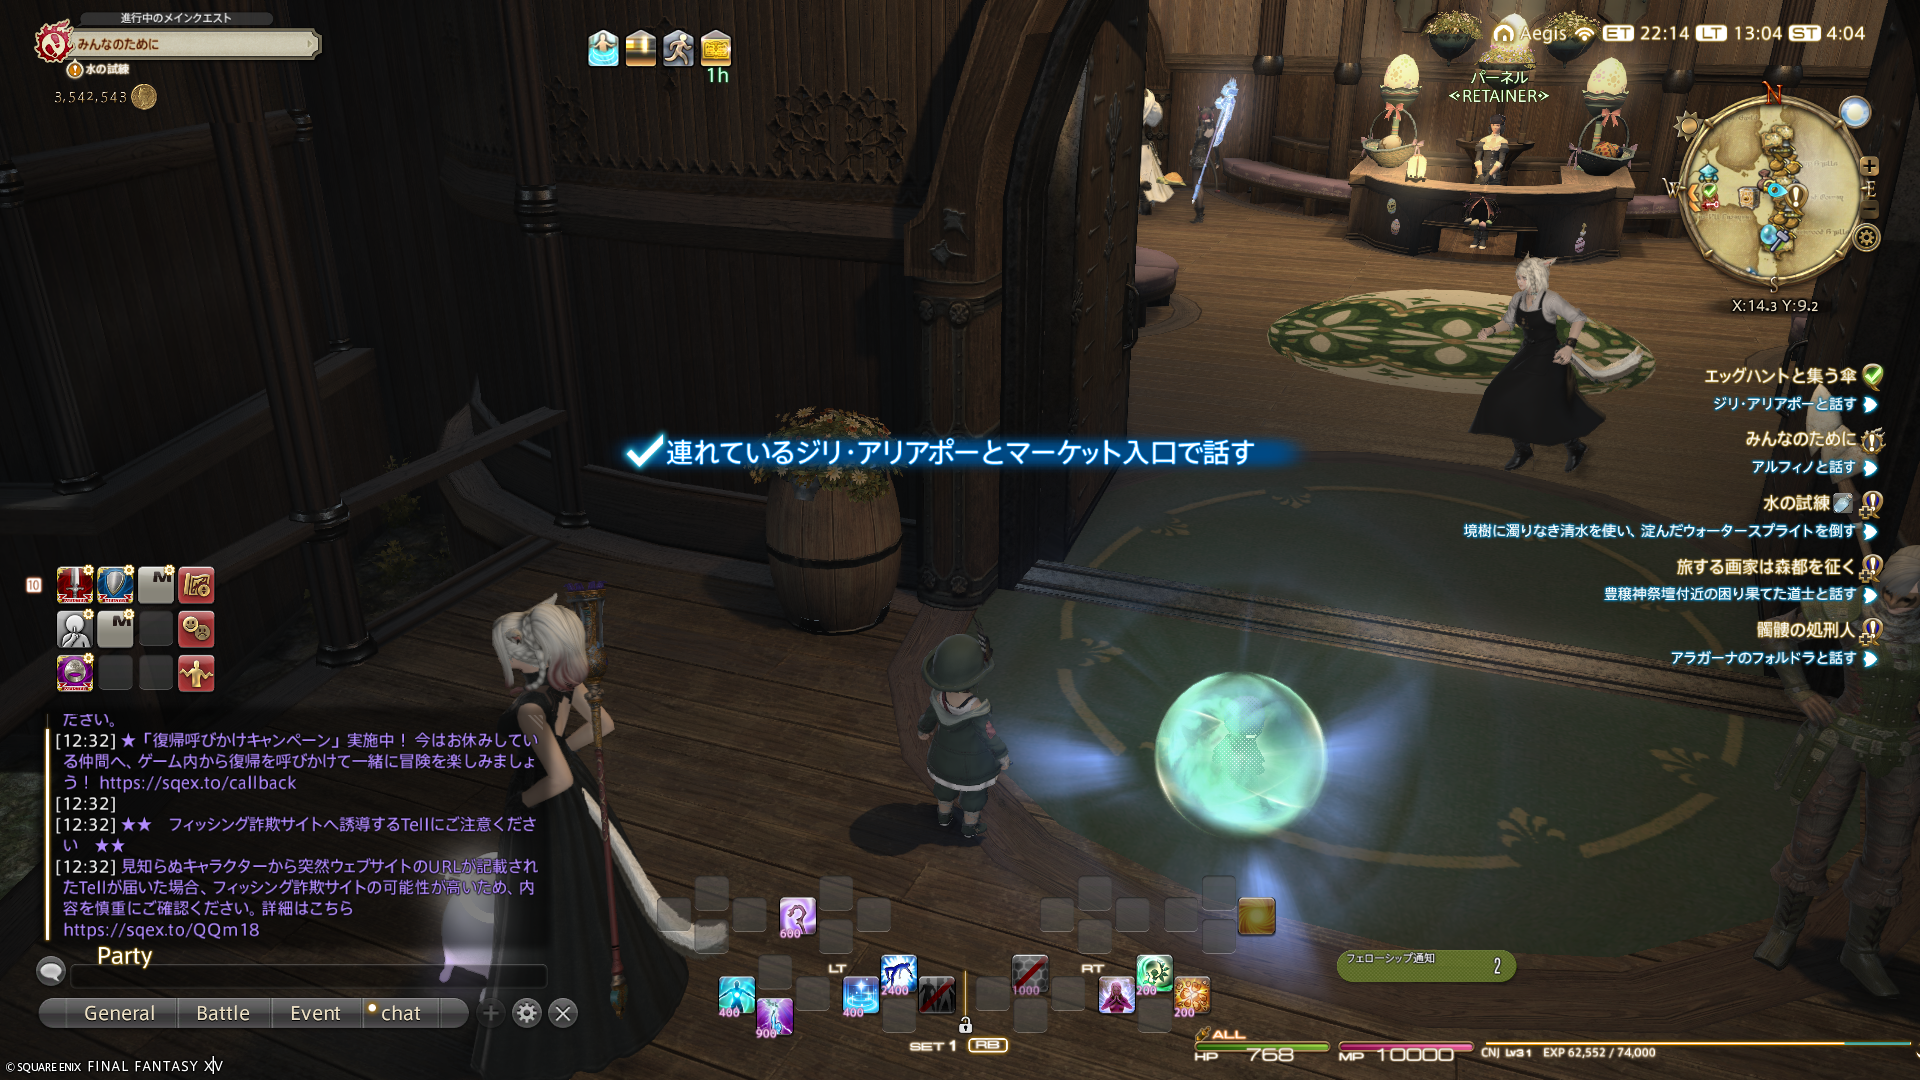 進行中のメインクエスト
みんなのために
水の試練
3,542,543
1h
Aegis ET 22:14 LT 13:04 ST 4:04
パーネル
<RETAINER>
N
W
E
S
X:14.3 Y:9.2
エッグハントと集う傘
ジリ・アリアポーと話す
みんなのために
アルフィノと話す
水の試練
境樹に濁りなき清水を使い、淀んだウォータースプライトを倒す
旅する画家は森都を征く
豊穣神祭壇付近の困り果てた道士と話す
髑髏の処刑人
アラガーナのフォルドラと話す
連れているジリ・アリアポーとマーケット入口で話す
10
M
M
ださい。
[12:32] ★「復帰呼びかけキャンペーン」実施中！ 今はお休みしてい
る仲間へ、ゲーム内から復帰を呼びかけて一緒に冒険を楽しみましょ
う！ https://sqex.to/callback
[12:32]
[12:32] ★★　フィッシング詐欺サイトへ誘導するTellにご注意くださ
い　★★
[12:32] 見知らぬキャラクターから突然ウェブサイトのURLが記載され
たTellが届いた場合、フィッシング詐欺サイトの可能性が高いため、内
容を慎重にご確認ください。詳細はこちら
https://sqex.to/QQm18
Party
General Battle Event chat
600
LT
RT
400
900
400
2400
1000
200
200
SET 1 RB
フェローシップ通知 2
ALL
HP 768 MP 10000
CNJ Lv31 EXP 62,552 / 74,000
© SQUARE ENIX FINAL FANTASY XIV